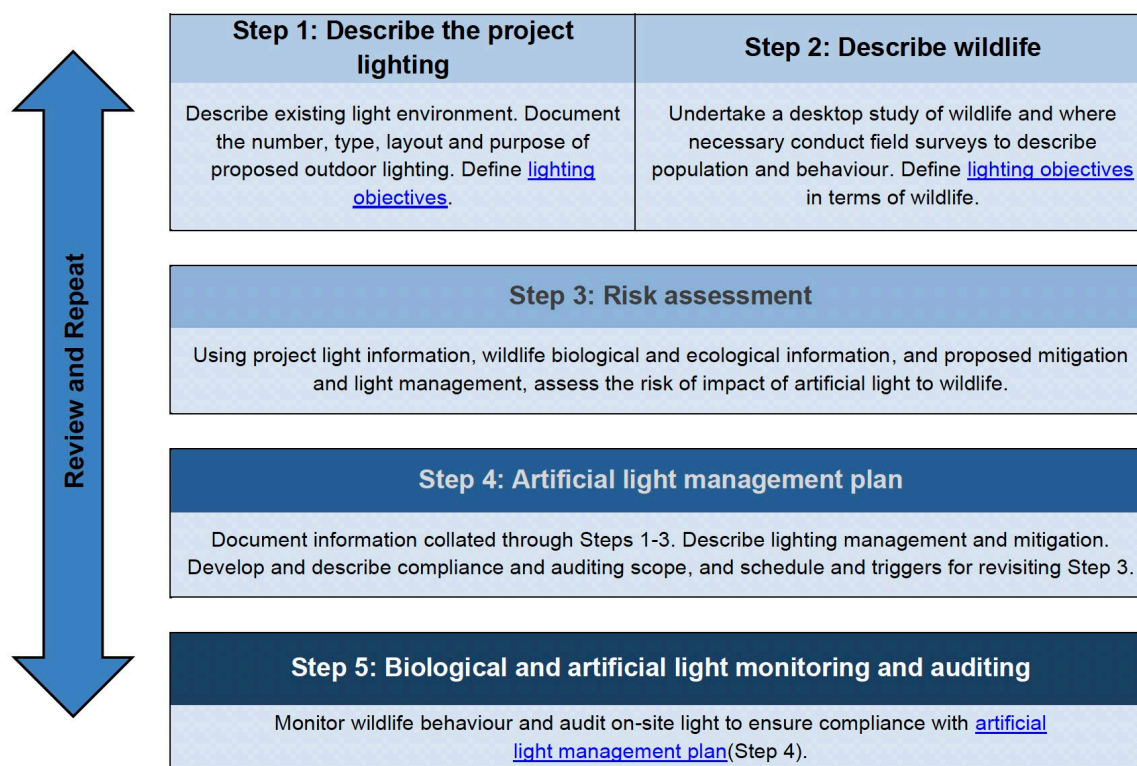 Review and Repeat
Step 1: Describe the project
lighting
Describe existing light environment. Document
the number, type, layout and purpose of
proposed outdoor lighting. Define lighting
objectives.
Step 2: Describe wildlife
Undertake a desktop study of wildlife and where
necessary conduct field surveys to describe
population and behaviour. Define lighting objectives
in terms of wildlife.
Step 3: Risk assessment
Using project light information, wildlife biological and ecological information, and proposed mitigation
and light management, assess the risk of impact of artificial light to wildlife.
Step 4: Artificial light management plan
Document information collated through Steps 1-3. Describe lighting management and mitigation.
Develop and describe compliance and auditing scope, and schedule and triggers for revisiting Step 3.
Step 5: Biological and artificial light monitoring and auditing
Monitor wildlife behaviour and audit on-site light to ensure compliance with artificial
light management plan(Step 4).